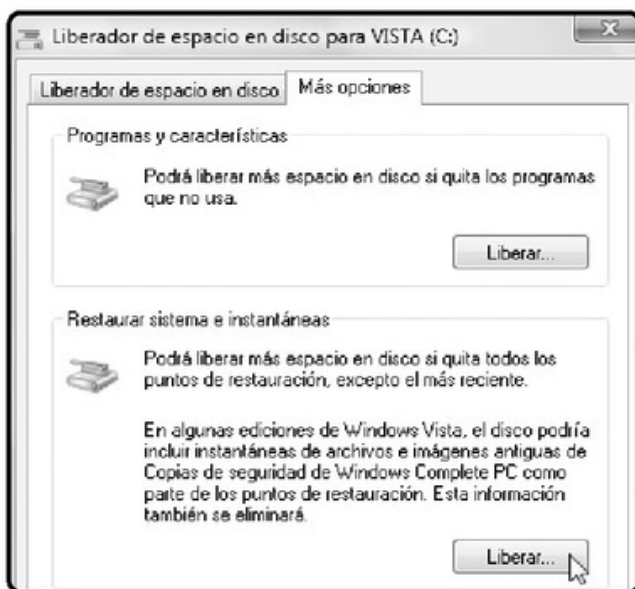 Liberador de espacio en disco para VISTA (C:)
Liberador de espacio en disco
Más opciones
Programas y características
Podrá liberar más espacio en disco si quita los programas
que no usa.
Liberar...
Restaurar sistema e instantáneas
Podrá liberar más espacio en disco si quita todos los
puntos de restauración, excepto el más reciente.
En algunas ediciones de Windows Vista, el disco podría
incluir instantáneas de archivos e imágenes antiguas de
Copias de seguridad de Windows Complete PC como
parte de los puntos de restauración. Esta información
también se eliminará.
Liberar...